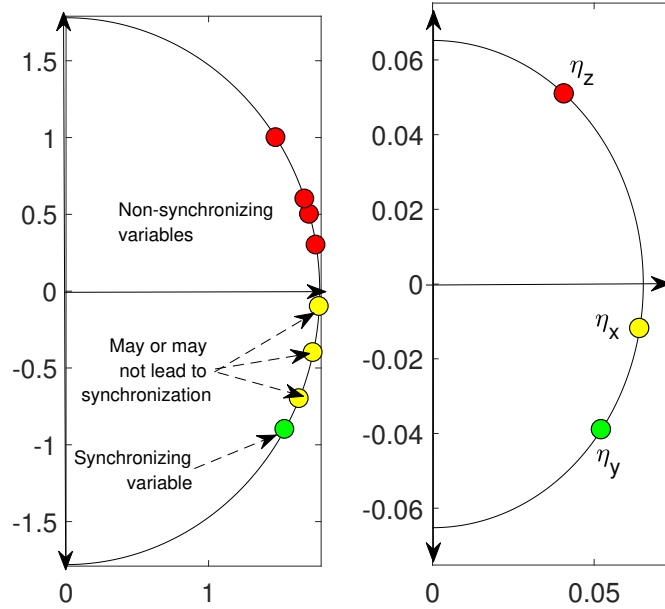 1.5
1
0.5
0
-0.5
-1
-1.5
0
1
Non-synchronizing
variables
May or may
not lead to
synchronization
Synchronizing
variable
0.06
0.04
0.02
0
-0.02
-0.04
-0.06
0
0.05
ηz
ηx
ηy